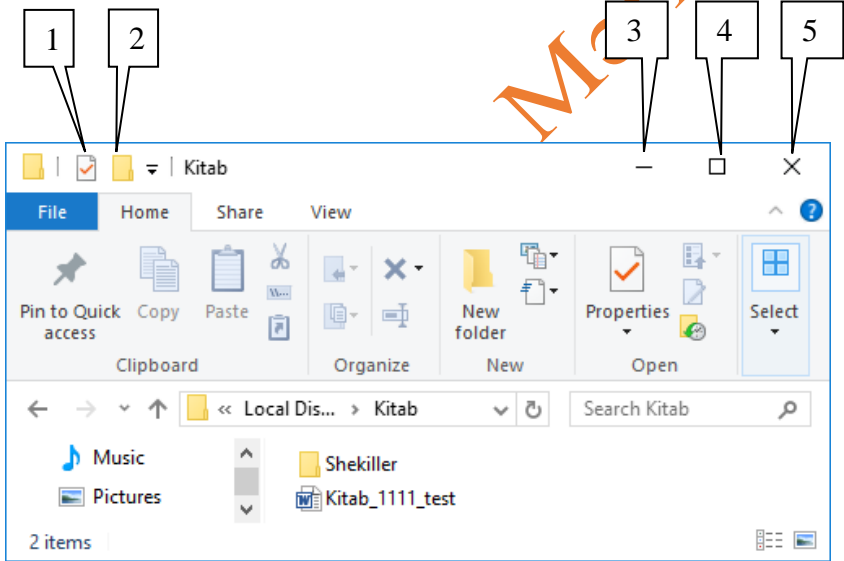 1 2 3 4 5
Kitab
File Home Share View
Pin to Quick access
Copy
Paste
Clipboard
Organize
New folder
New
Properties
Open
Select
« Local Dis... › Kitab
Search Kitab
Music
Pictures
Shekiller
Kitab_1111_test
2 items